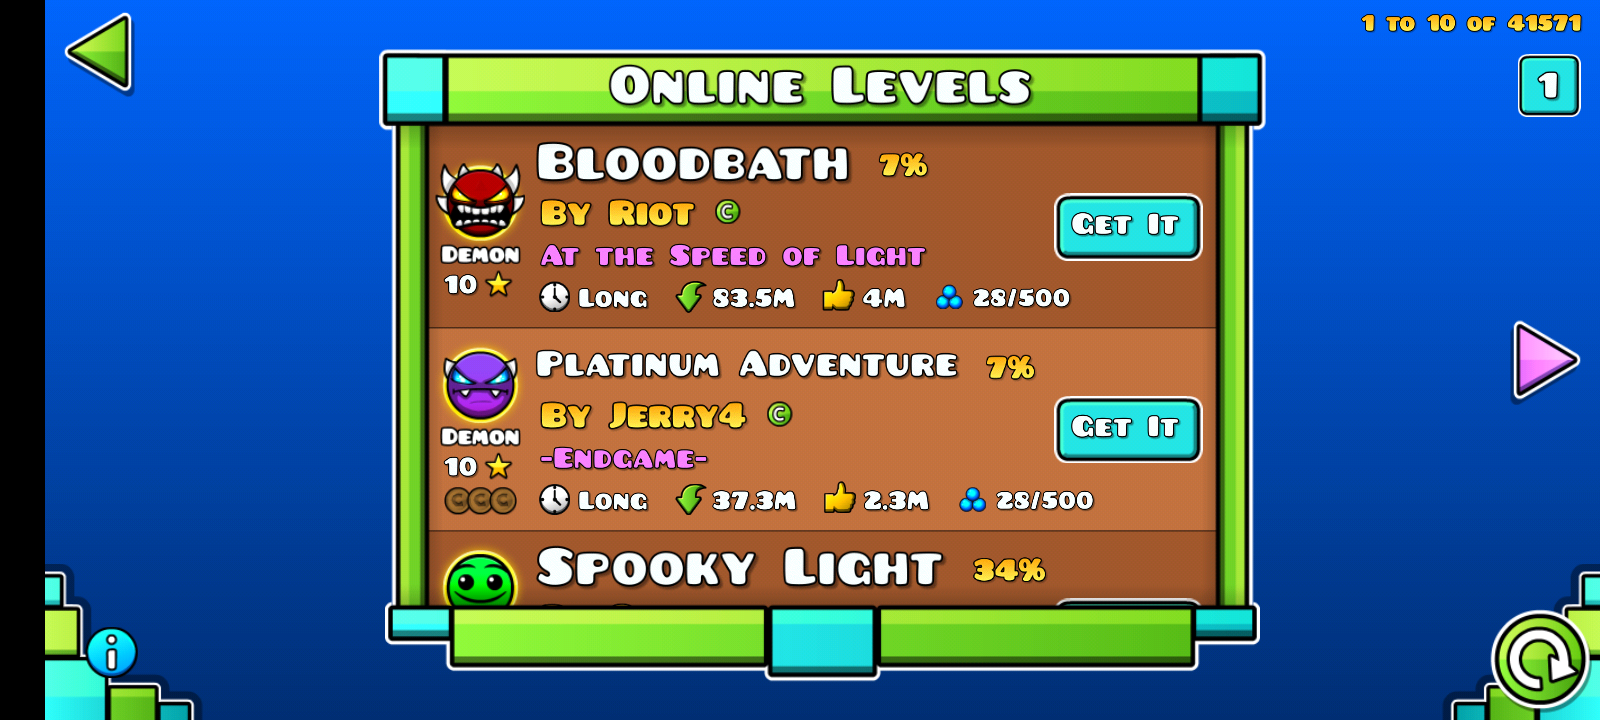 1 TO 10 OF 41571
ONLINE LEVELS
1
BLOODBATH 7%
BY RIOT
GET IT
AT THE SPEED OF LIGHT
DEMON
10
LONG 83.5M 4M 28/500
PLATINUM ADVENTURE 7%
BY JERRY4
GET IT
-ENDGAME-
DEMON
10
LONG 37.3M 2.3M 28/500
SPOOKY LIGHT 34%